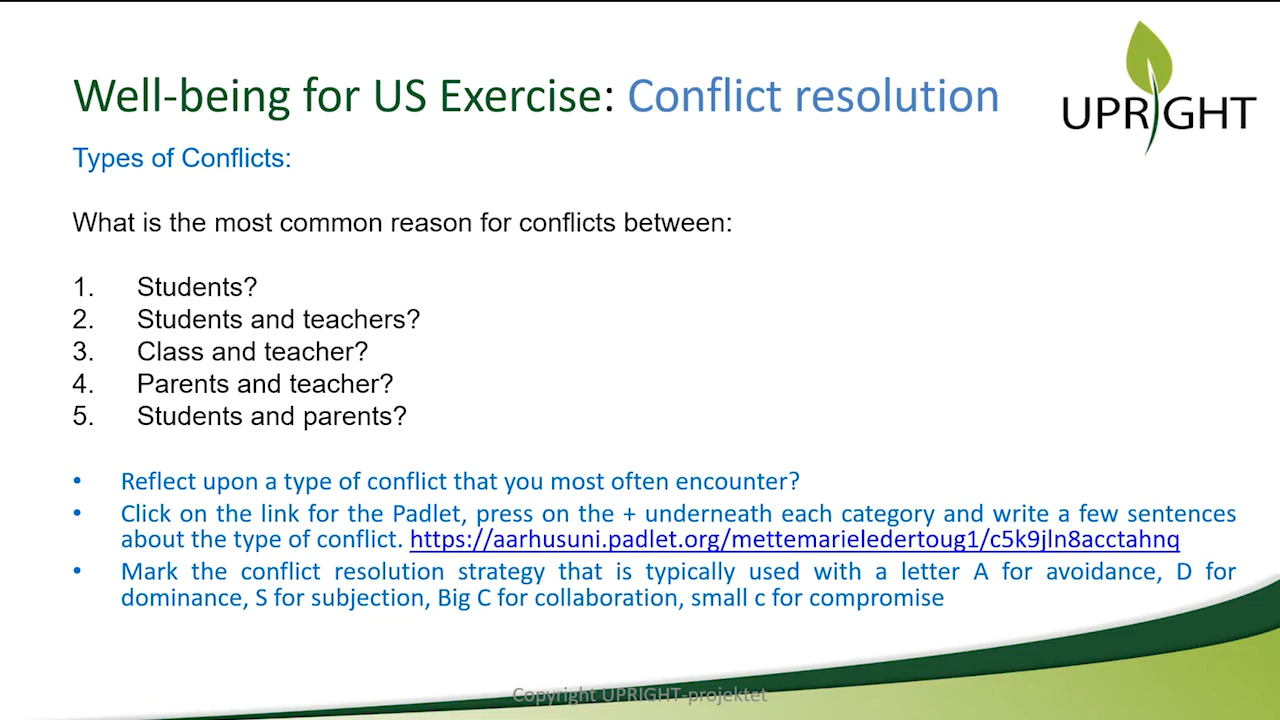 Well-being for US Exercise: Conflict resolution
UPRIGHT
Types of Conflicts:
What is the most common reason for conflicts between:
1. Students?
2. Students and teachers?
3. Class and teacher?
4. Parents and teacher?
5. Students and parents?
• Reflect upon a type of conflict that you most often encounter?
• Click on the link for the Padlet, press on the + underneath each category and write a few sentences
about the type of conflict. https://aarhusuni.padlet.org/mettemarieledertoug1/c5k9jln8acctahnq
• Mark the conflict resolution strategy that is typically used with a letter A for avoidance, D for
dominance, S for subjection, Big C for collaboration, small c for compromise
Copyright UPRIGHT-projektet